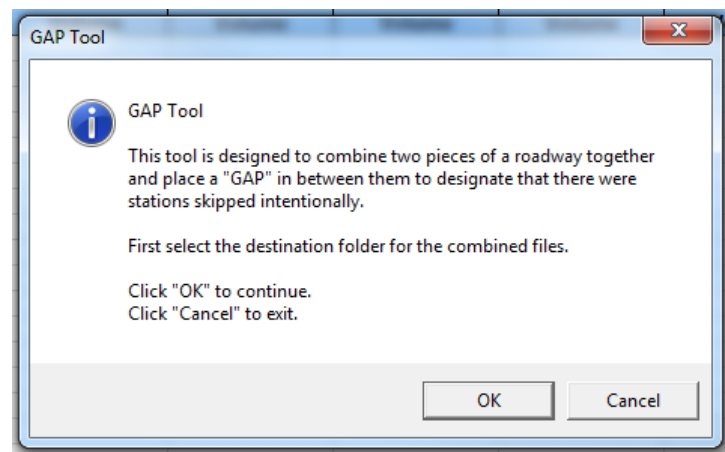 GAP Tool
GAP Tool
This tool is designed to combine two pieces of a roadway together
and place a "GAP" in between them to designate that there were
stations skipped intentionally.
First select the destination folder for the combined files.
Click "OK" to continue.
Click "Cancel" to exit.
OK
Cancel